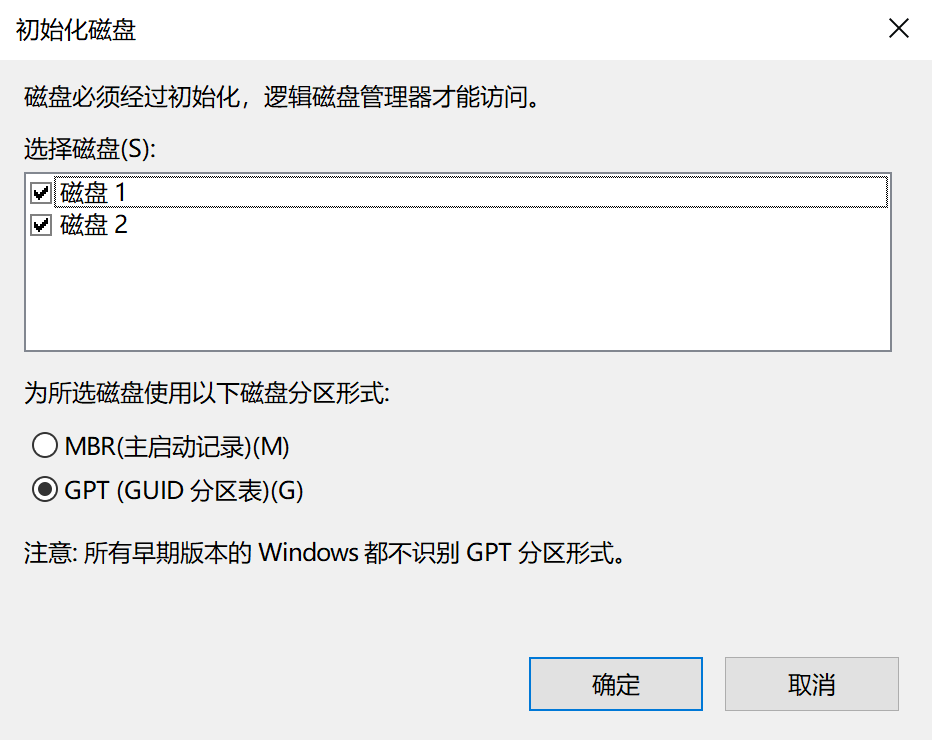 初始化磁盘
磁盘必须经过初始化，逻辑磁盘管理器才能访问。
选择磁盘(S):
磁盘 1
磁盘 2
为所选磁盘使用以下磁盘分区形式:
MBR(主启动记录)(M)
GPT (GUID 分区表)(G)
注意: 所有早期版本的 Windows 都不识别 GPT 分区形式。
确定
取消